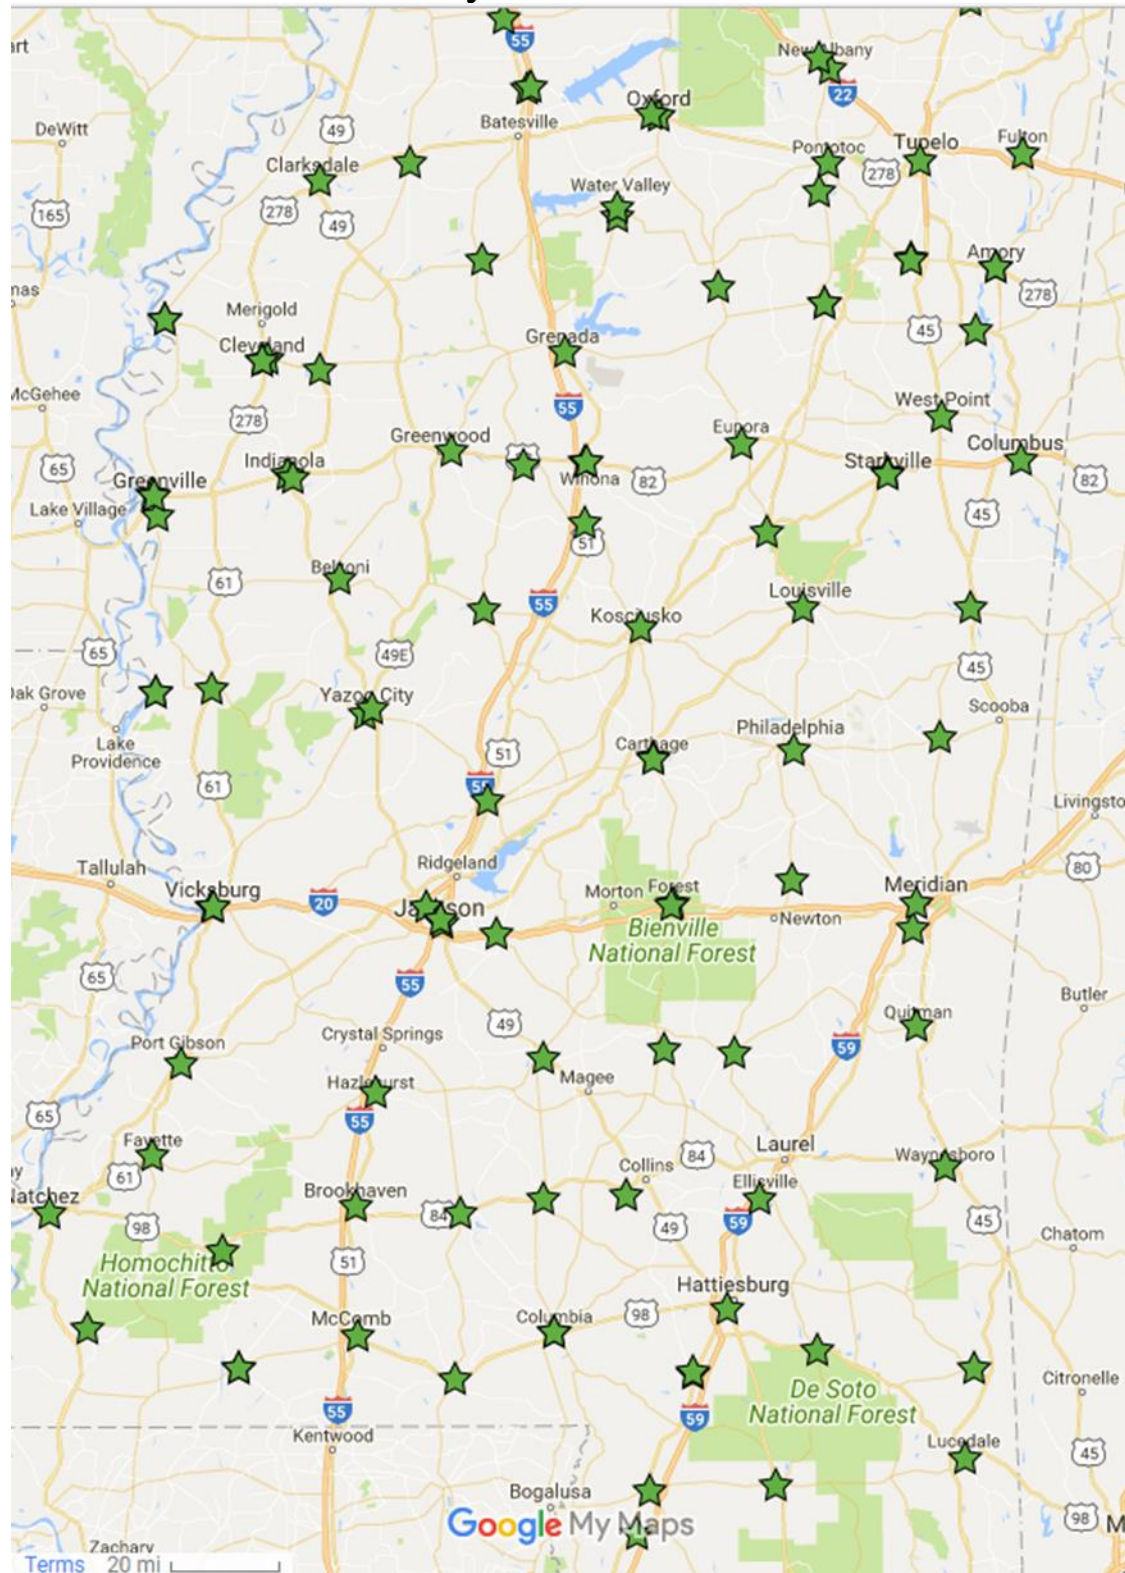 55
art
New Albany
22
Oxford
DeWitt
49
Batesville
Fulton
Tupelo
Pontotoc
278
Clarksdale
Water Valley
165
278
49
Amory
mas
278
Merigold
45
Grenada
Cleveland
McGehee
55
West Point
278
Greenwood
Eupora
Columbus
65
Indianola
Starkville
Greenville
Winona
82
82
Lake Village
45
51
61
Belzoni
Louisville
55
Kosciusko
65
49E
45
Oak Grove
Yazoo City
Scooba
Lake
Providence
Philadelphia
Carthage
51
61
55
Livingsto
Tallulah
Ridgeland
80
Vicksburg
Morton
Forest
Meridian
20
Jackson
Newton
Bienville
National Forest
65
55
Butler
49
Quitman
Crystal Springs
Port Gibson
59
Magee
Hazlehurst
65
55
Fayette
Laurel
84
Waynesboro
Collins
61
Natchez
Brookhaven
Ellisville
84
98
49
59
45
Chatom
51
Homochitto
National Forest
Hattiesburg
McComb
Columbia
98
Citronelle
De Soto
National Forest
55
59
Kentwood
Lucedale
45
Bogalusa
98
Google My Maps
M
Zachary
Terms
20 mi